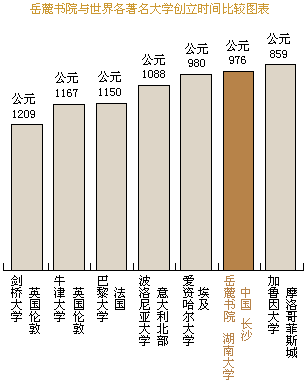 岳麓书院与世界各著名大学创立时间比较图表
公元
1209
公元
1167
公元
1150
公元
1088
公元
980
公元
976
公元
859
剑桥大学
英国伦敦
牛津大学
英国伦敦
巴黎大学
法国
波洛尼亚大学
意大利北部
爱资哈尔大学
埃及
岳麓书院 湖南大学
中国 长沙
加鲁因大学
摩洛哥菲斯城